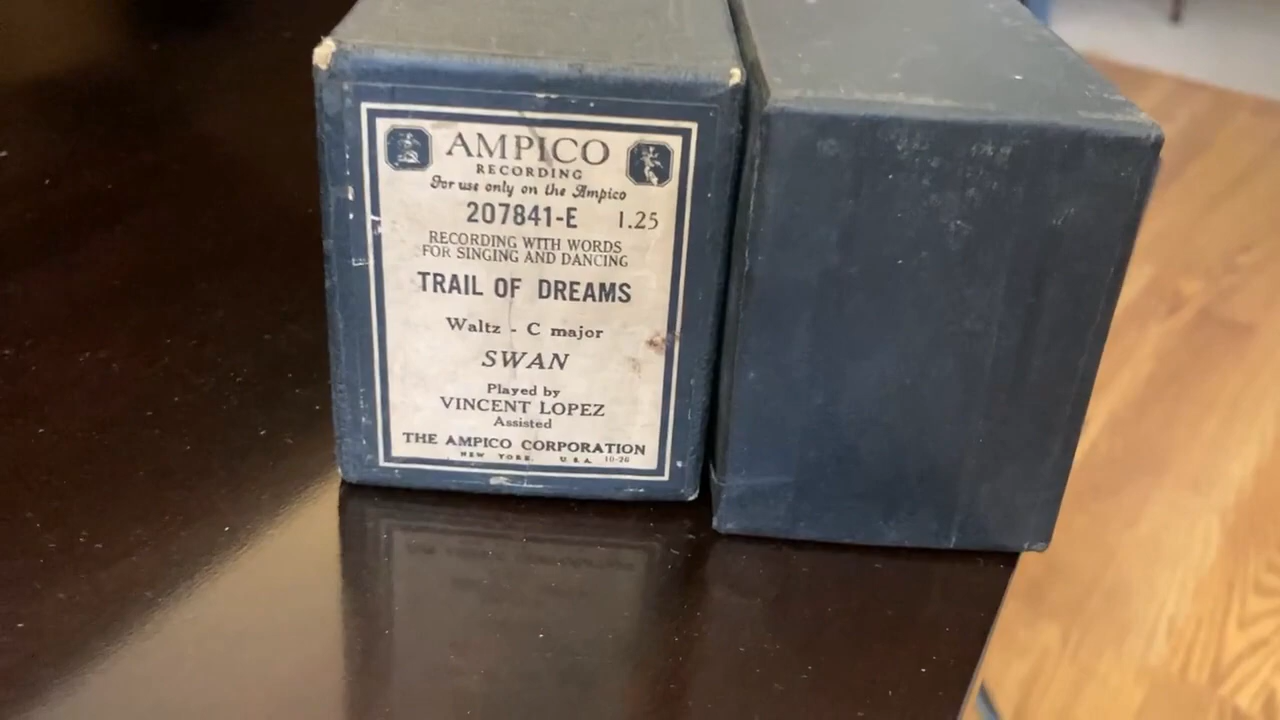 AMPICO
RECORDING
For use only on the Ampico
207841-E 1.25
RECORDING WITH WORDS
FOR SINGING AND DANCING
TRAIL OF DREAMS
Waltz - C major
SWAN
Played by
VINCENT LOPEZ
Assisted
THE AMPICO CORPORATION
NEW YORK. U.S.A. 10-26